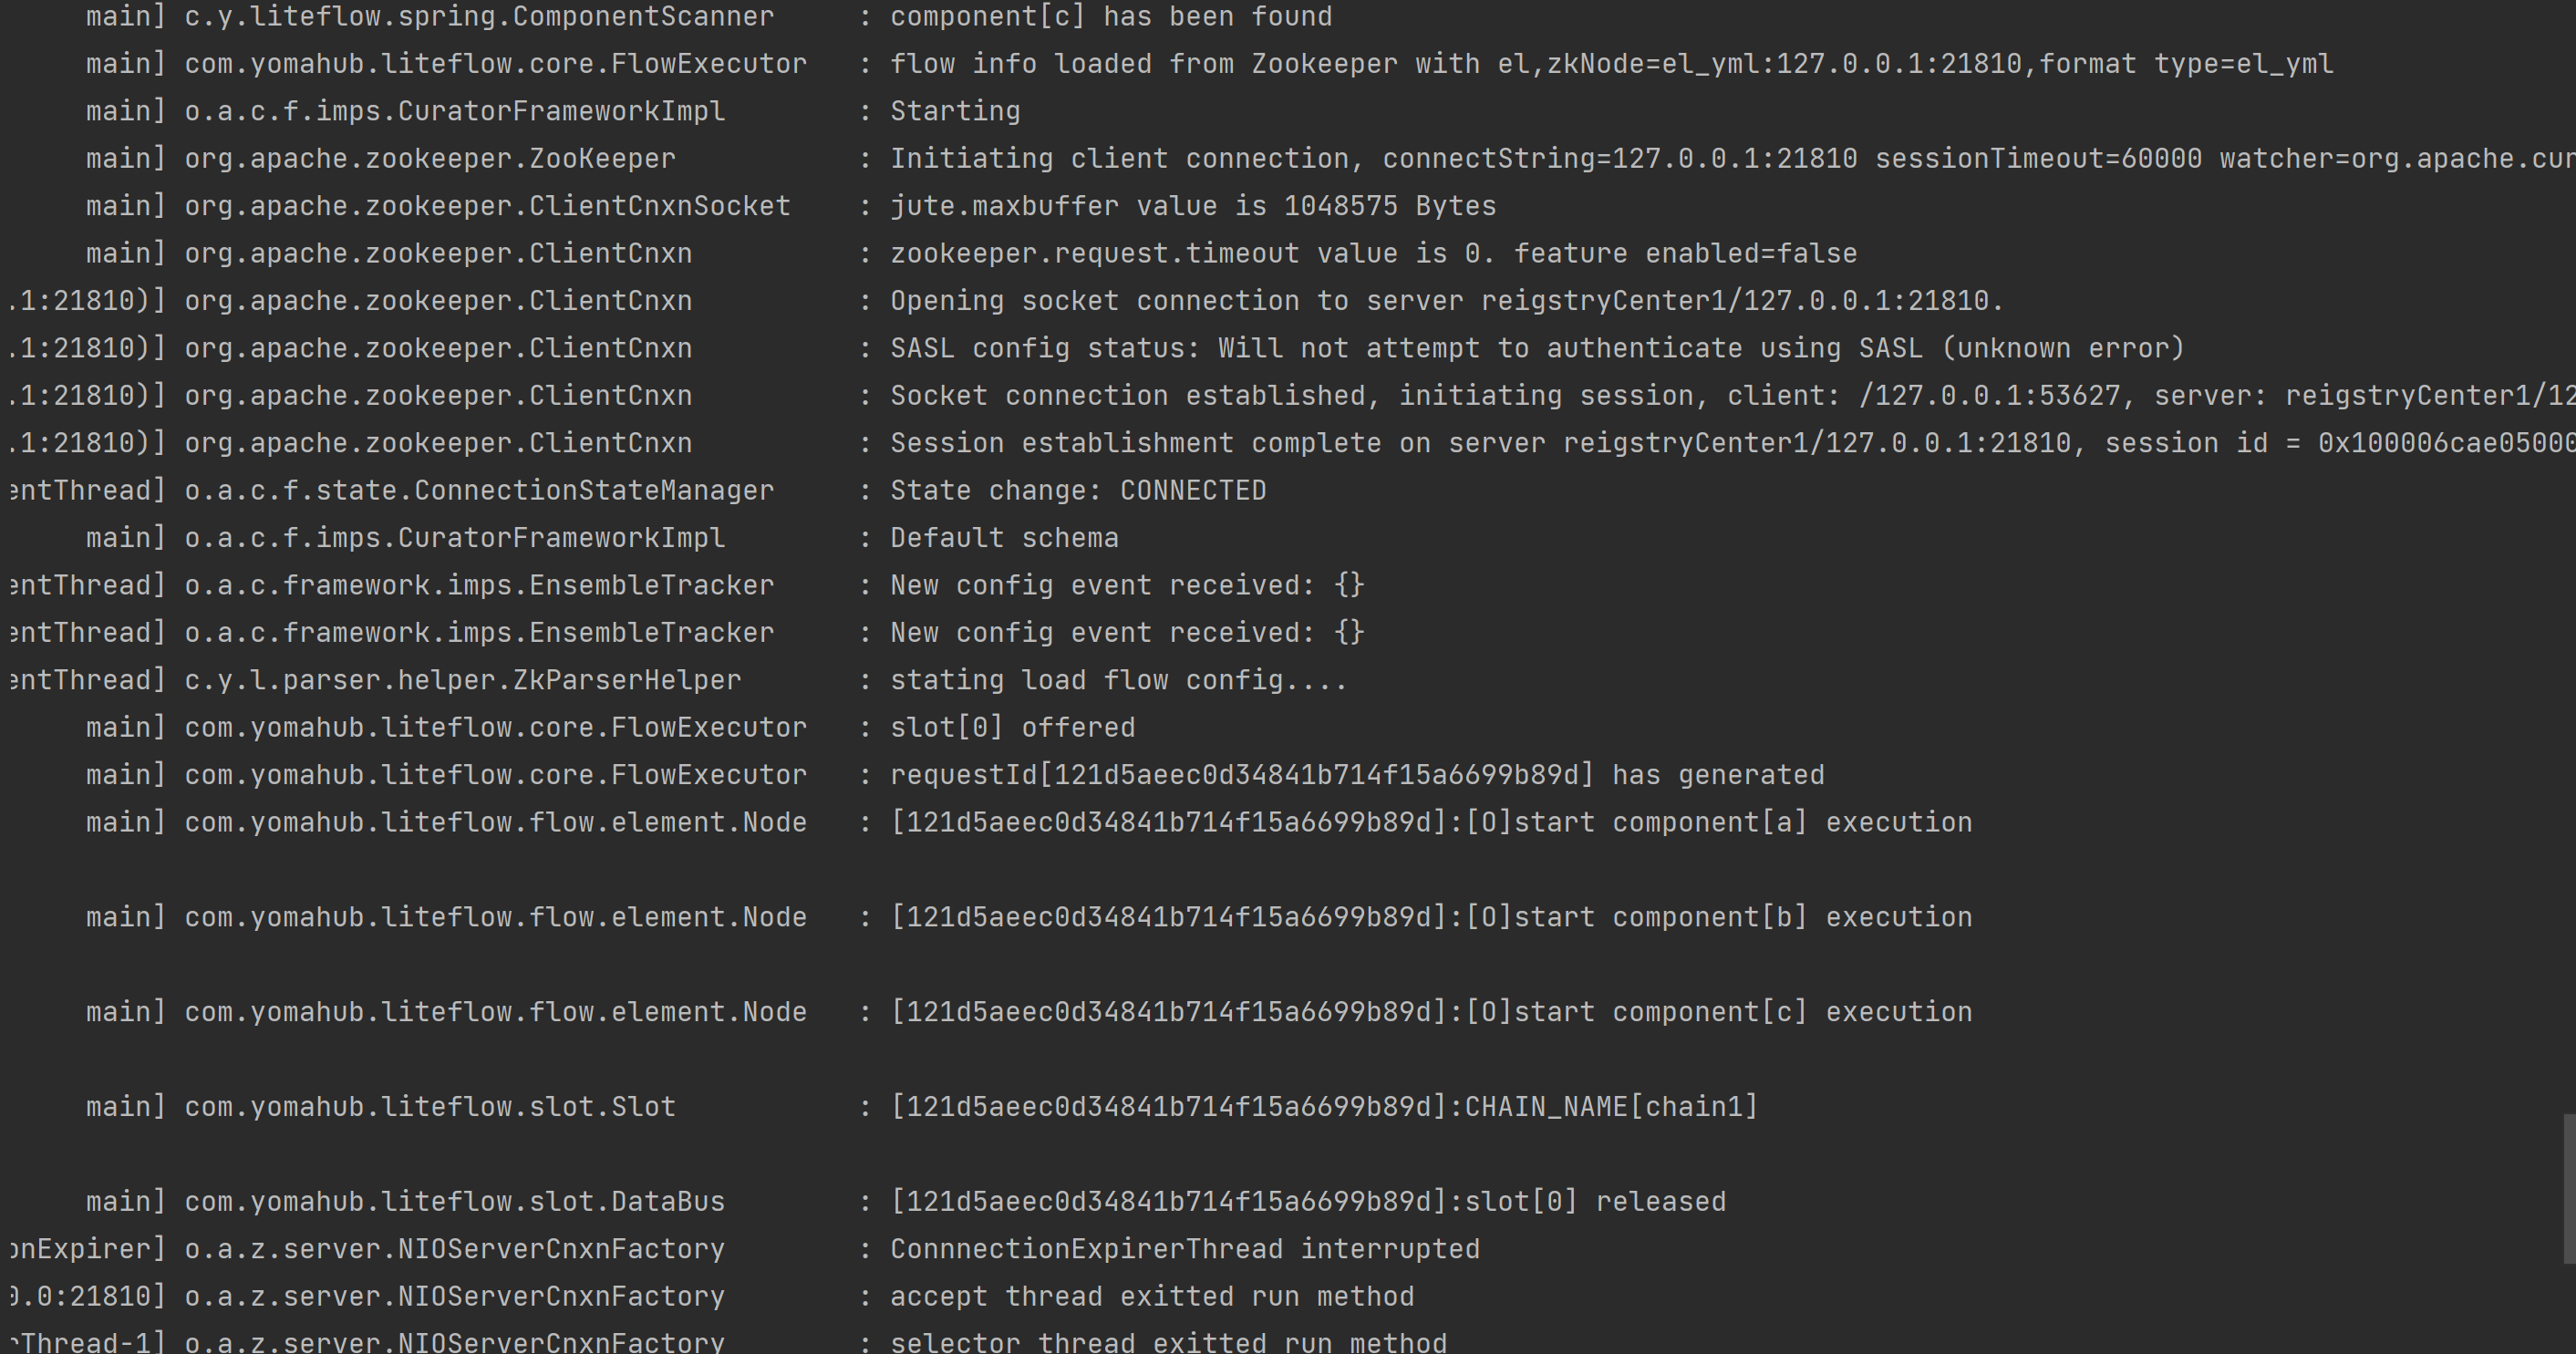 main] c.y.liteflow.spring.ComponentScanner : component[c] has been found
main] com.yomahub.liteflow.core.FlowExecutor : flow info loaded from Zookeeper with el,zkNode=el_yml:127.0.0.1:21810,format type=el_yml
main] o.a.c.f.imps.CuratorFrameworkImpl : Starting
main] org.apache.zookeeper.ZooKeeper : Initiating client connection, connectString=127.0.0.1:21810 sessionTimeout=60000 watcher=org.apache.cur
main] org.apache.zookeeper.ClientCnxnSocket : jute.maxbuffer value is 1048575 Bytes
main] org.apache.zookeeper.ClientCnxn : zookeeper.request.timeout value is 0. feature enabled=false
.1:21810)] org.apache.zookeeper.ClientCnxn : Opening socket connection to server reigstryCenter1/127.0.0.1:21810.
.1:21810)] org.apache.zookeeper.ClientCnxn : SASL config status: Will not attempt to authenticate using SASL (unknown error)
.1:21810)] org.apache.zookeeper.ClientCnxn : Socket connection established, initiating session, client: /127.0.0.1:53627, server: reigstryCenter1/12
.1:21810)] org.apache.zookeeper.ClientCnxn : Session establishment complete on server reigstryCenter1/127.0.0.1:21810, session id = 0x100006cae05000
entThread] o.a.c.f.state.ConnectionStateManager : State change: CONNECTED
main] o.a.c.f.imps.CuratorFrameworkImpl : Default schema
entThread] o.a.c.framework.imps.EnsembleTracker : New config event received: {}
entThread] o.a.c.framework.imps.EnsembleTracker : New config event received: {}
entThread] c.y.l.parser.helper.ZkParserHelper : stating load flow config....
main] com.yomahub.liteflow.core.FlowExecutor : slot[0] offered
main] com.yomahub.liteflow.core.FlowExecutor : requestId[121d5aeec0d34841b714f15a6699b89d] has generated
main] com.yomahub.liteflow.flow.element.Node : [121d5aeec0d34841b714f15a6699b89d]:[O]start component[a] execution
main] com.yomahub.liteflow.flow.element.Node : [121d5aeec0d34841b714f15a6699b89d]:[O]start component[b] execution
main] com.yomahub.liteflow.flow.element.Node : [121d5aeec0d34841b714f15a6699b89d]:[O]start component[c] execution
main] com.yomahub.liteflow.slot.Slot : [121d5aeec0d34841b714f15a6699b89d]:CHAIN_NAME[chain1]
main] com.yomahub.liteflow.slot.DataBus : [121d5aeec0d34841b714f15a6699b89d]:slot[0] released
onExpirer] o.a.z.server.NIOServerCnxnFactory : ConnnectionExpirerThread interrupted
0.0:21810] o.a.z.server.NIOServerCnxnFactory : accept thread exitted run method
rThread-1] o.a.z.server.NIOServerCnxnFactory : selector thread exitted run method